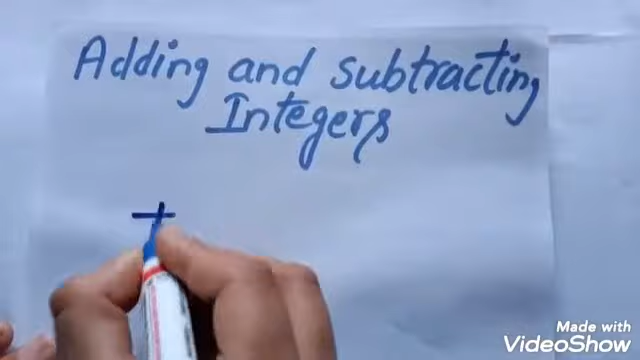 Adding and subtracting
Integers
+
Made with
VideoShow